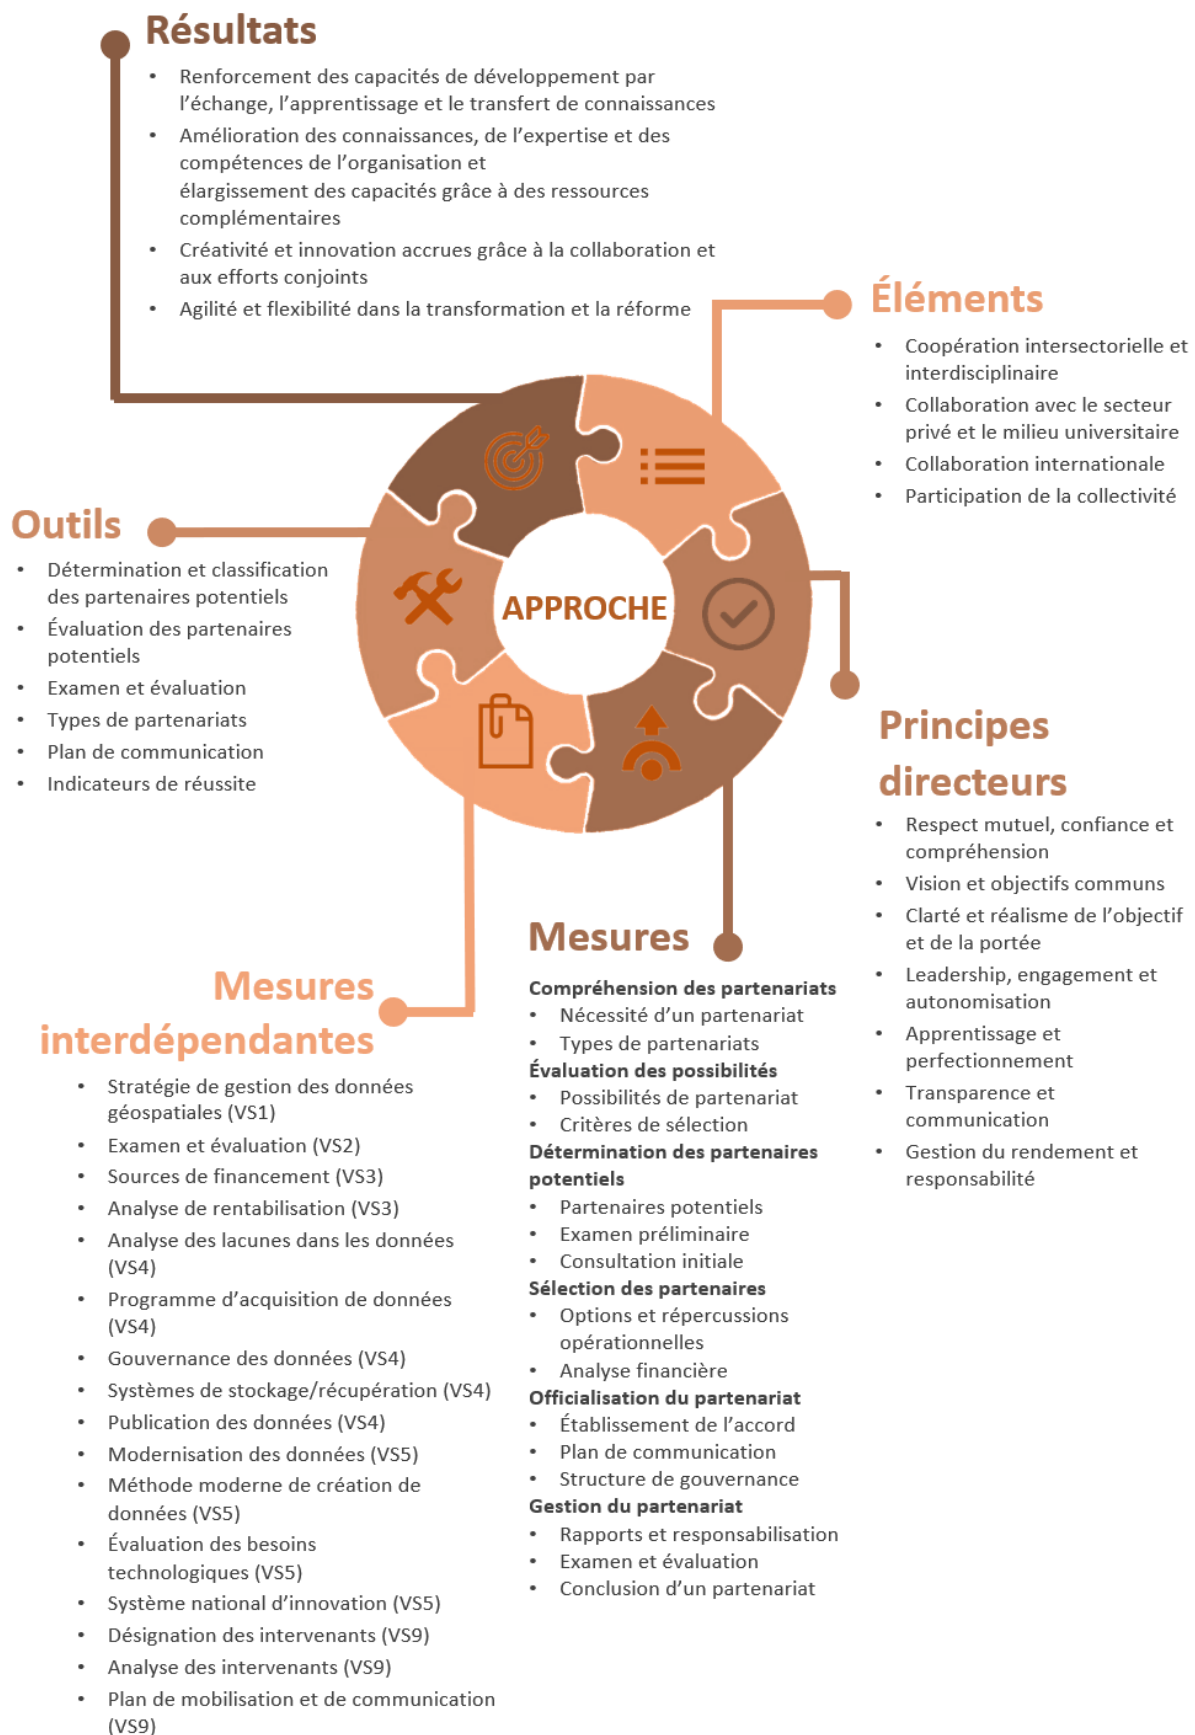 Résultats
• Renforcement des capacités de développement par
l’échange, l’apprentissage et le transfert de connaissances
• Amélioration des connaissances, de l’expertise et des
compétences de l’organisation et
élargissement des capacités grâce à des ressources
complémentaires
• Créativité et innovation accrues grâce à la collaboration et
aux efforts conjoints
• Agilité et flexibilité dans la transformation et la réforme
Éléments
• Coopération intersectorielle et
interdisciplinaire
• Collaboration avec le secteur
privé et le milieu universitaire
• Collaboration internationale
• Participation de la collectivité
Outils
• Détermination et classification
des partenaires potentiels
• Évaluation des partenaires
potentiels
• Examen et évaluation
• Types de partenariats
• Plan de communication
• Indicateurs de réussite
APPROCHE
Principes
directeurs
• Respect mutuel, confiance et
compréhension
• Vision et objectifs communs
• Clarté et réalisme de l’objectif
et de la portée
• Leadership, engagement et
autonomisation
• Apprentissage et
perfectionnement
• Transparence et
communication
• Gestion du rendement et
responsabilité
Mesures
Compréhension des partenariats
• Nécessité d’un partenariat
• Types de partenariats
Évaluation des possibilités
• Possibilités de partenariat
• Critères de sélection
Détermination des partenaires
potentiels
• Partenaires potentiels
• Examen préliminaire
• Consultation initiale
Sélection des partenaires
• Options et répercussions
opérationnelles
• Analyse financière
Officialisation du partenariat
• Établissement de l’accord
• Plan de communication
• Structure de gouvernance
Gestion du partenariat
• Rapports et responsabilisation
• Examen et évaluation
• Conclusion d’un partenariat
Mesures
interdépendantes
• Stratégie de gestion des données
géospatiales (VS1)
• Examen et évaluation (VS2)
• Sources de financement (VS3)
• Analyse de rentabilisation (VS3)
• Analyse des lacunes dans les données
(VS4)
• Programme d’acquisition de données
(VS4)
• Gouvernance des données (VS4)
• Systèmes de stockage/récupération (VS4)
• Publication des données (VS4)
• Modernisation des données (VS5)
• Méthode moderne de création de
données (VS5)
• Évaluation des besoins
technologiques (VS5)
• Système national d’innovation (VS5)
• Désignation des intervenants (VS9)
• Analyse des intervenants (VS9)
• Plan de mobilisation et de communication
(VS9)